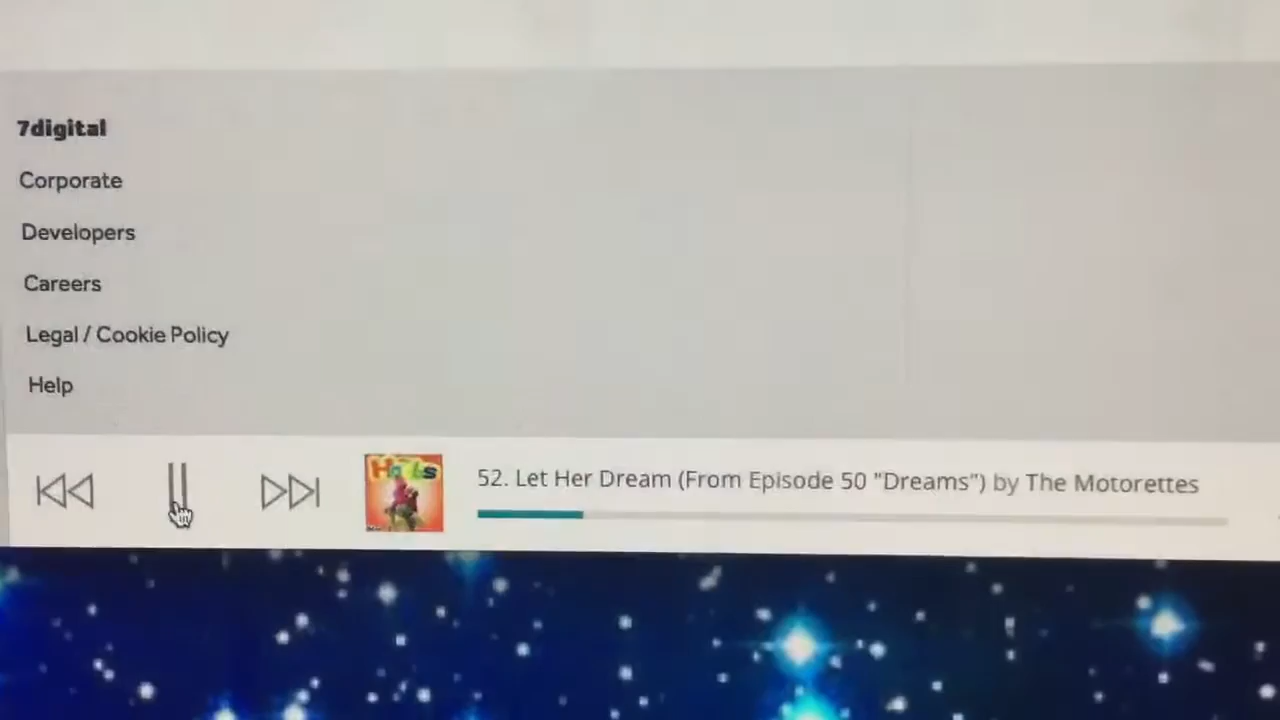 7digital
Corporate
Developers
Careers
Legal / Cookie Policy
Help
52. Let Her Dream (From Episode 50 "Dreams") by The Motorettes